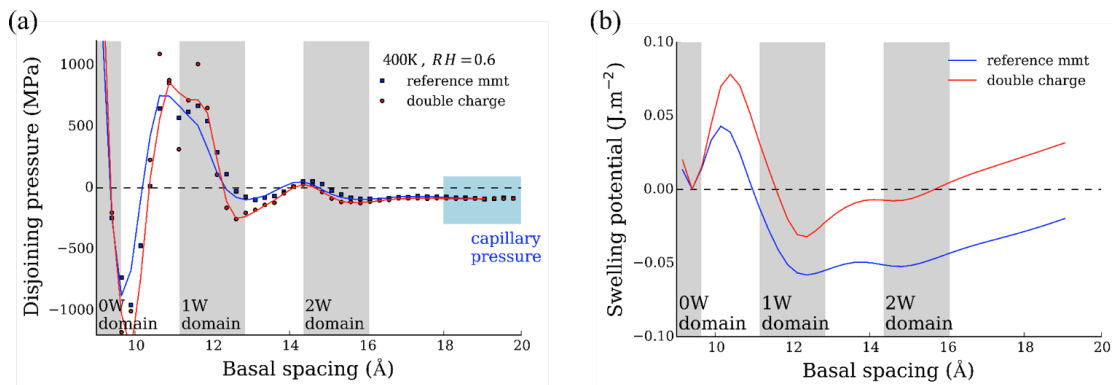 (a)
Disjoining pressure (MPa)
1000
500
0
−500
−1000
400K, RH=0.6
reference mmt
double charge
capillary
pressure
0W
domain
1W
domain
2W
domain
10
12
14
16
18
20
Basal spacing (Å)
(b)
Swelling potential (J.m⁻²)
0.10
0.05
0.00
−0.05
−0.10
reference mmt
double charge
0W
domain
1W
domain
2W
domain
10
12
14
16
18
20
Basal spacing (Å)